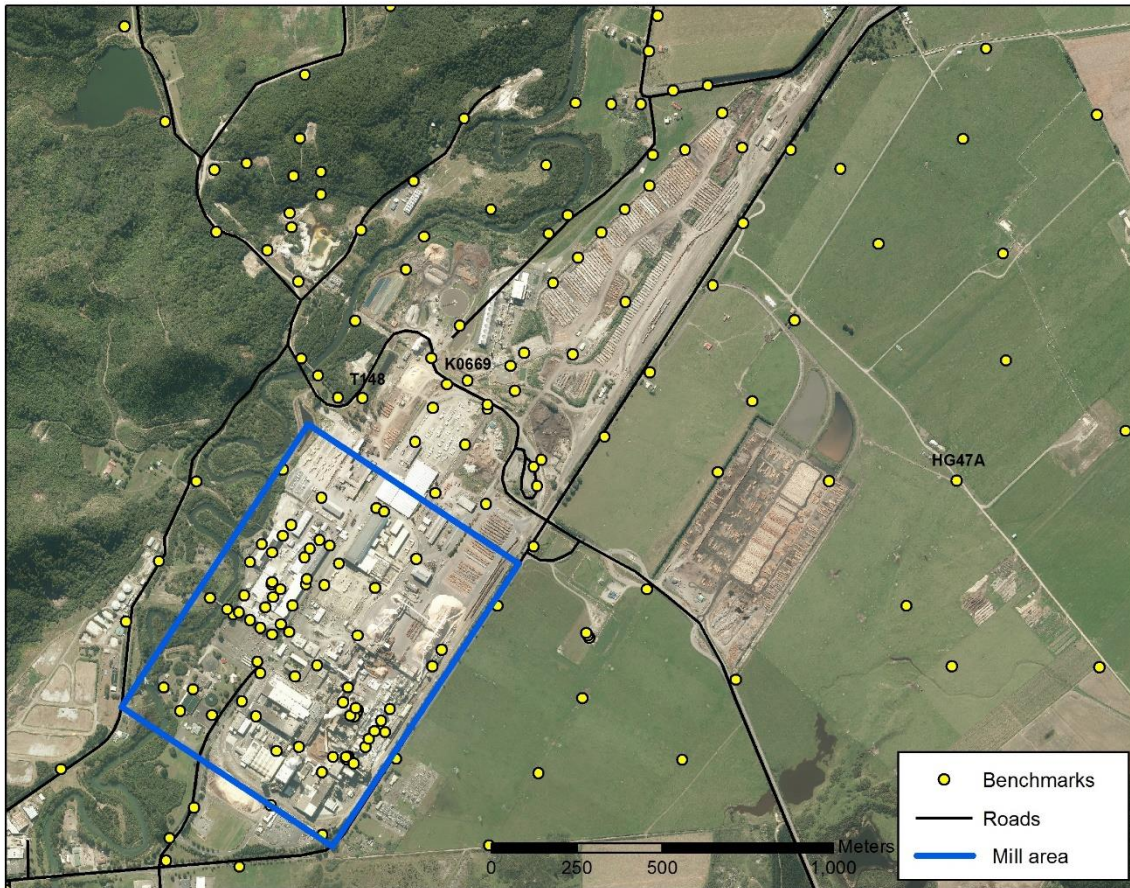 K0669
T148
HG47A
Benchmarks
Roads
Mill area
Meters
0 250 500 1,000